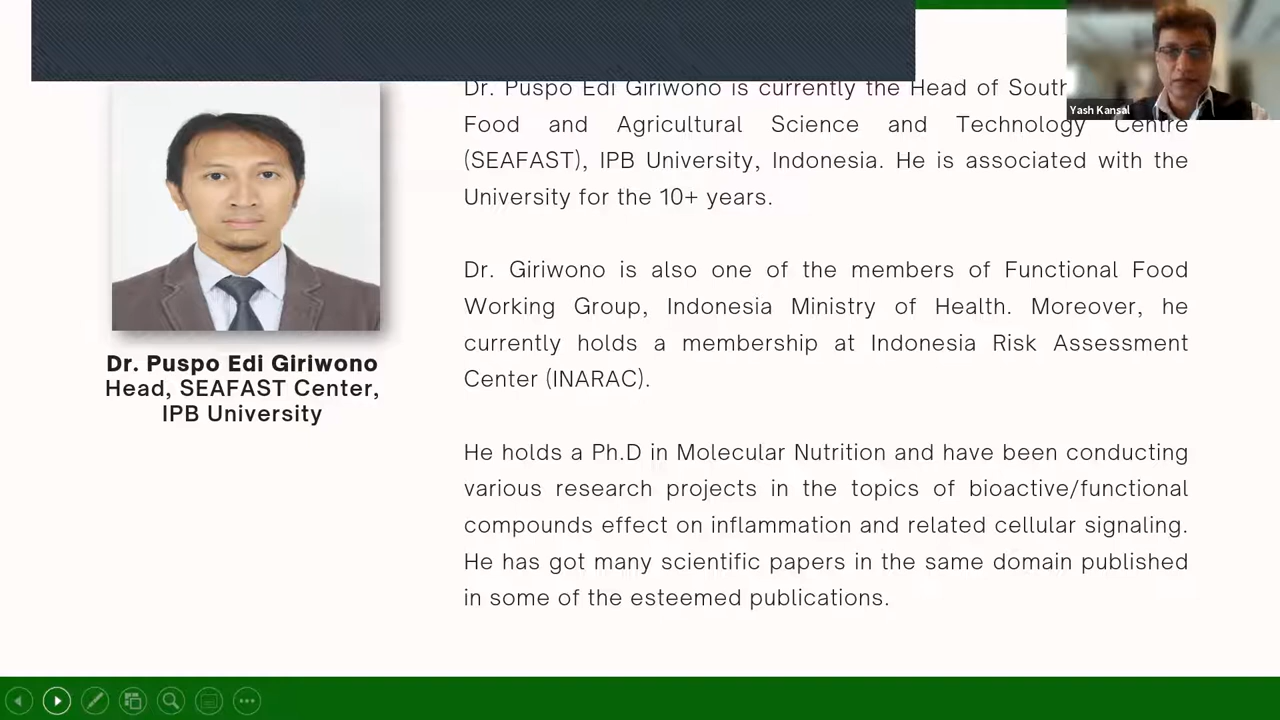 Dr. Puspo Edi Giriwono is currently the Head of South
Food and Agricultural Science and Technology Centre
(SEAFAST), IPB University, Indonesia. He is associated with the
University for the 10+ years.
Dr. Giriwono is also one of the members of Functional Food
Working Group, Indonesia Ministry of Health. Moreover, he
currently holds a membership at Indonesia Risk Assessment
Center (INARAC).
He holds a Ph.D in Molecular Nutrition and have been conducting
various research projects in the topics of bioactive/functional
compounds effect on inflammation and related cellular signaling.
He has got many scientific papers in the same domain published
in some of the esteemed publications.
Dr. Puspo Edi Giriwono
Head, SEAFAST Center,
IPB University
Yash Kansal